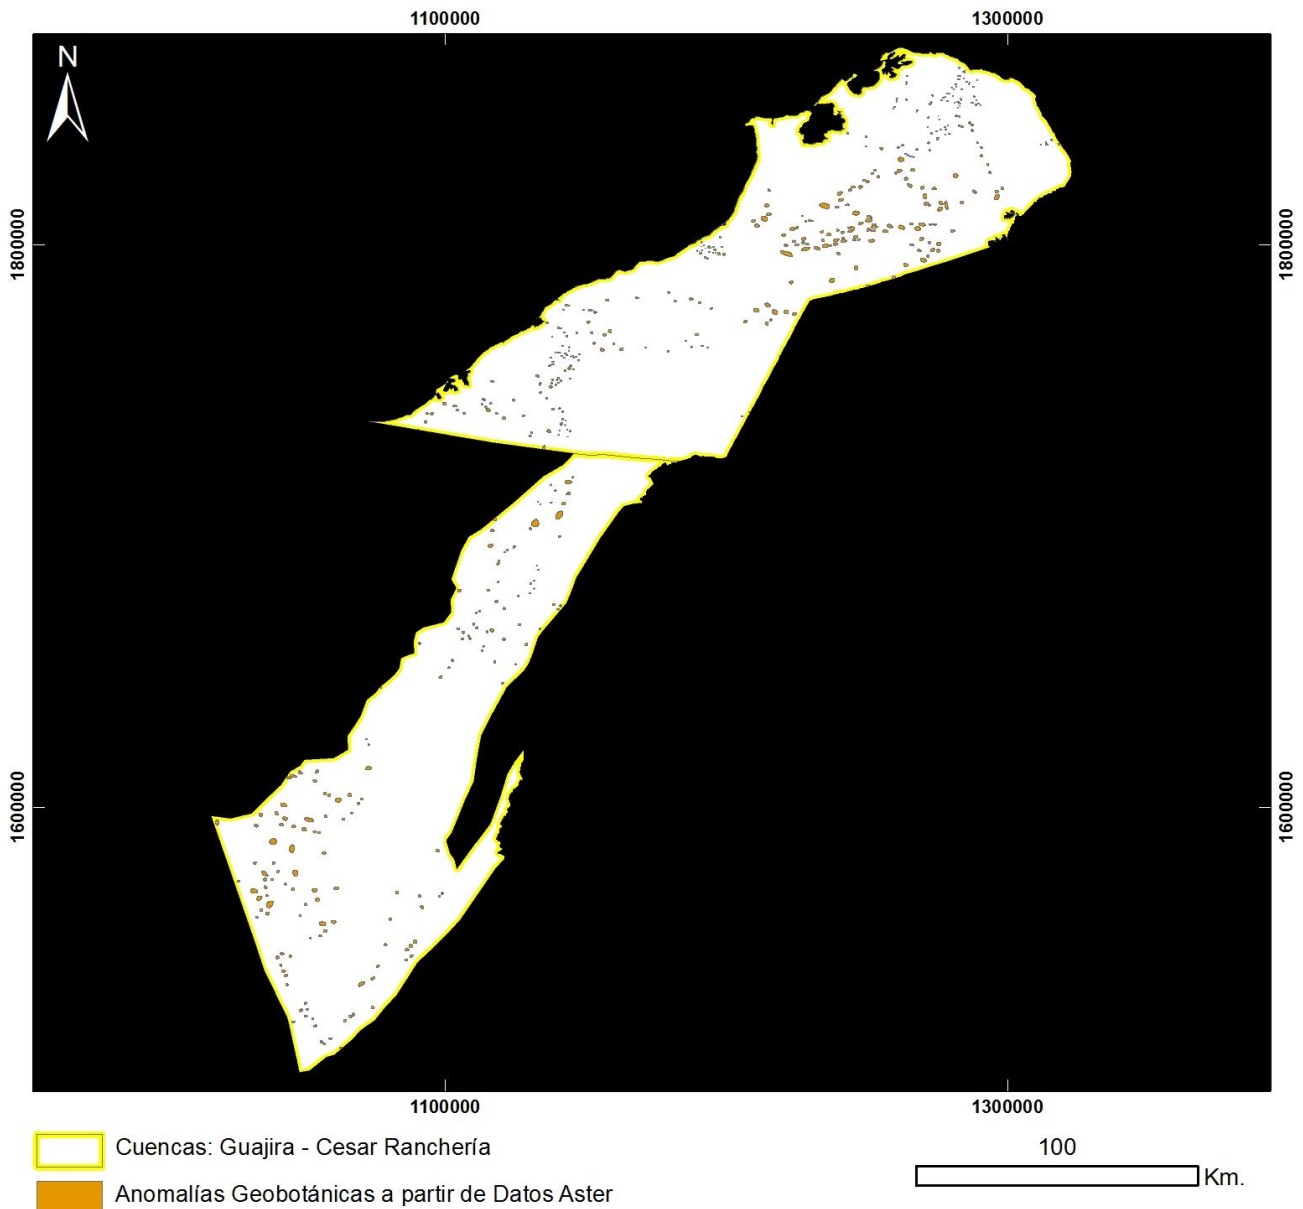 1100000 1300000
N
1800000 1800000
1600000 1600000
1100000 1300000
Cuencas: Guajira - Cesar Ranchería
100
Km.
Anomalías Geobotánicas a partir de Datos Aster